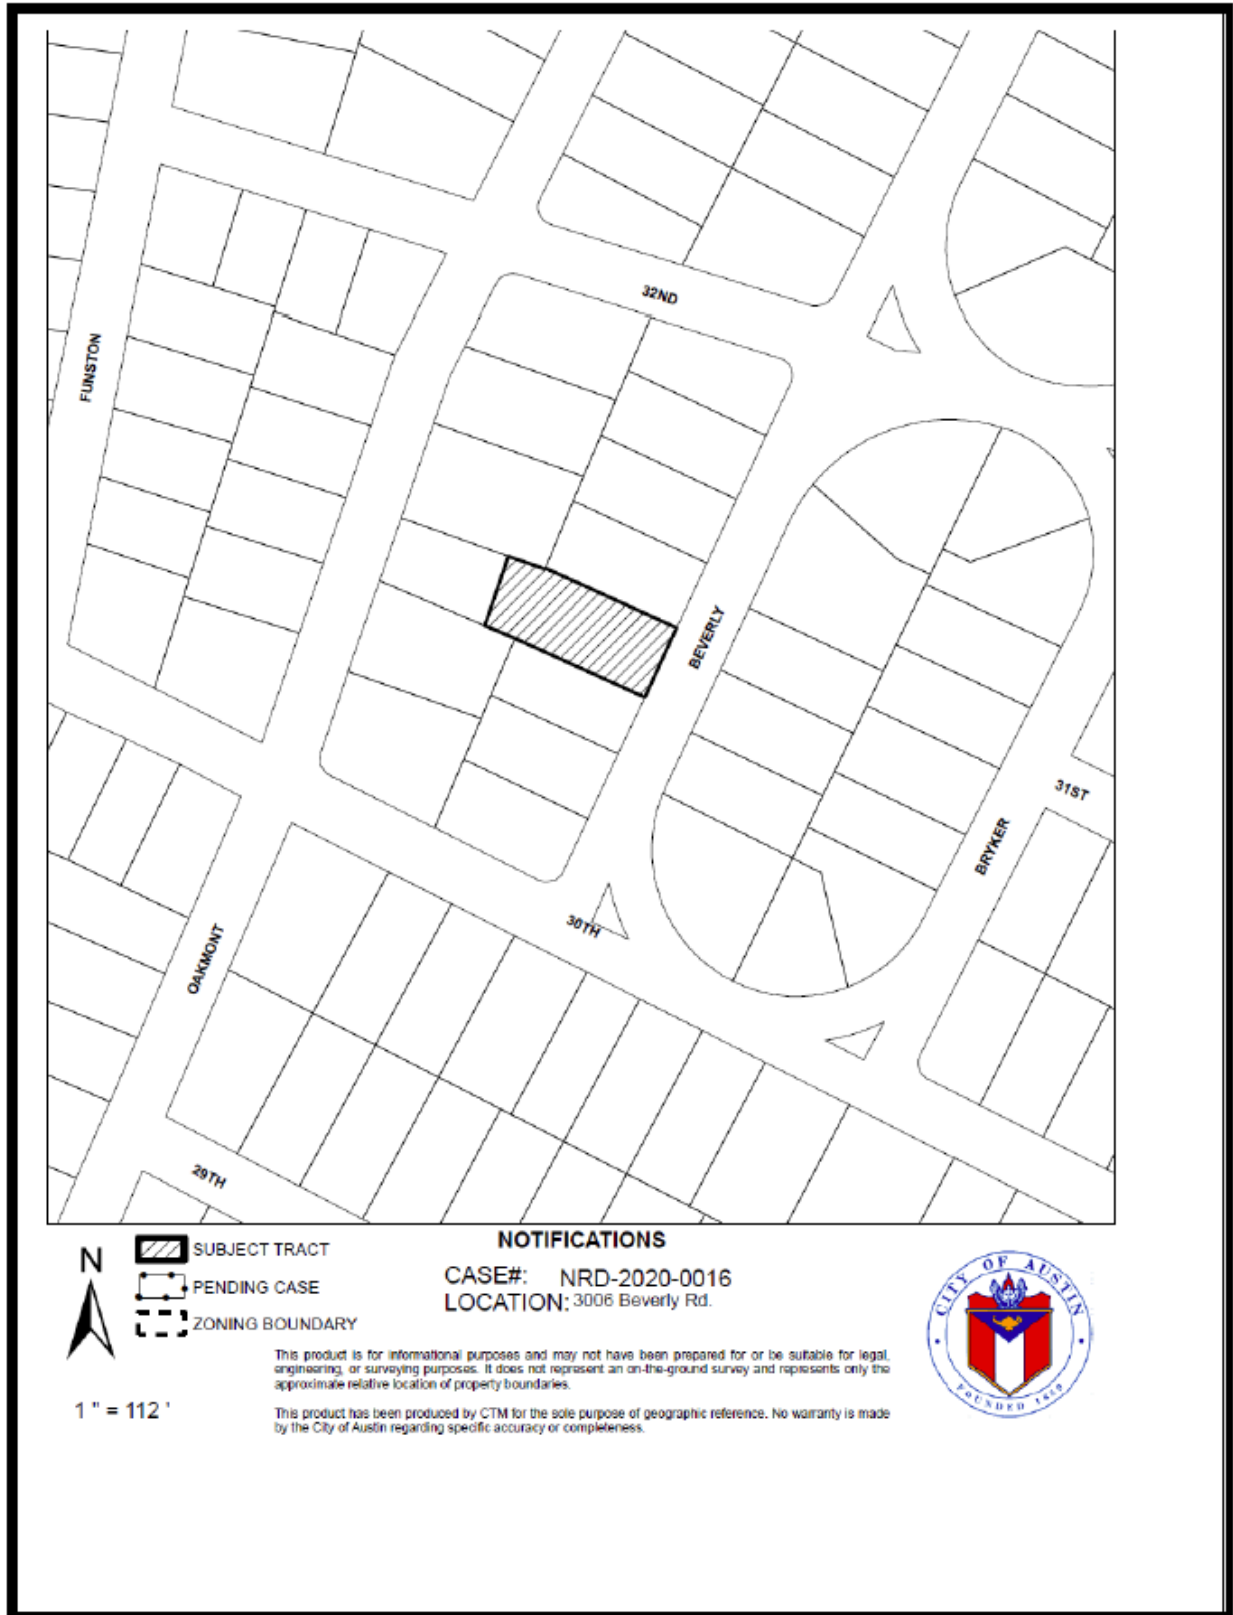 32ND
FUNSTON
BEVERLY
31ST
BRYKER
30TH
OAKMONT
29TH
N
SUBJECT TRACT
PENDING CASE
ZONING BOUNDARY
1 " = 112 '
NOTIFICATIONS
CASE#: NRD-2020-0016
LOCATION: 3006 Beverly Rd.
This product is for informational purposes and may not have been prepared for or be suitable for legal,
engineering, or surveying purposes. It does not represent an on-the-ground survey and represents only the
approximate relative location of property boundaries.
This product has been produced by CTM for the sole purpose of geographic reference. No warranty is made
by the City of Austin regarding specific accuracy or completeness.
CITY OF AUSTIN
FOUNDED 1839